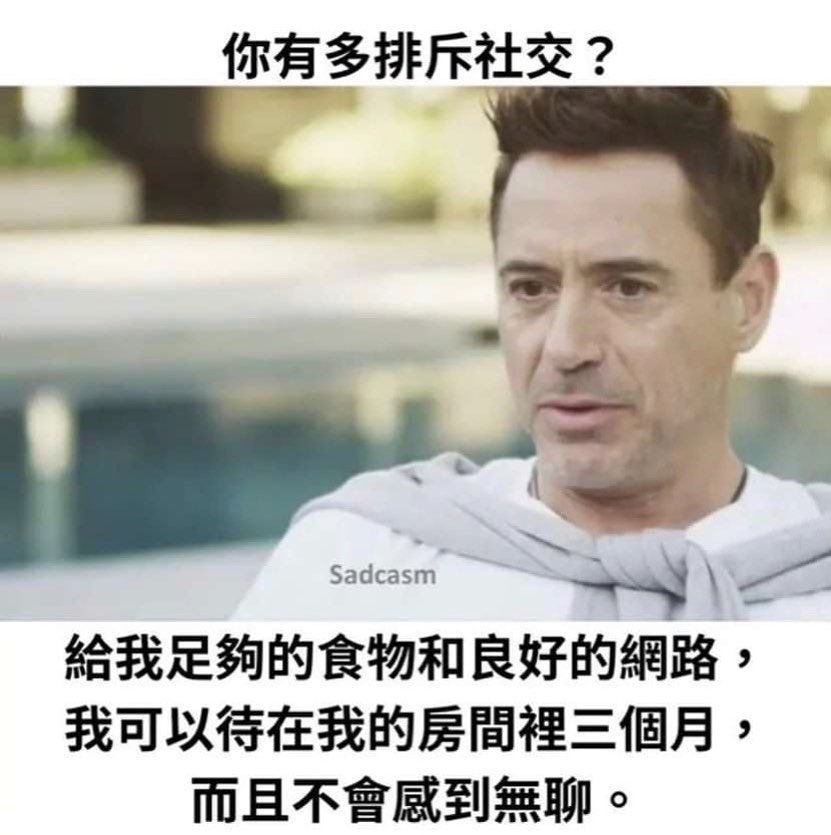 你有多排斥社交？
Sadcasm
給我足夠的食物和良好的網路，
我可以待在我的房間裡三個月，
而且不會感到無聊。